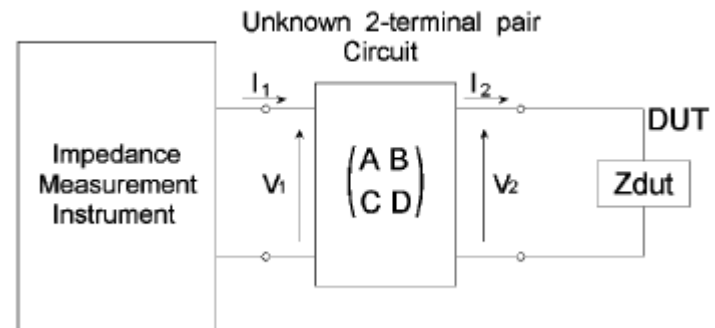 Unknown 2-terminal pair
Circuit
I1
I2
DUT
Impedance
Measurement
Instrument
V1
(A B
C D)
V2
Zdut